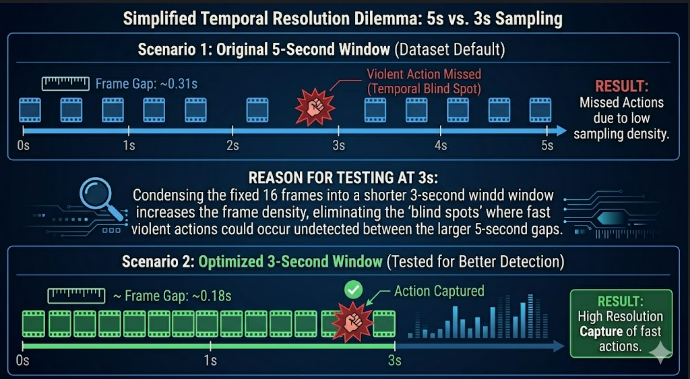 Simplified Temporal Resolution Dilemma: 5s vs. 3s Sampling
Scenario 1: Original 5-Second Window (Dataset Default)
Frame Gap: ~0.31s
Violent Action Missed
(Temporal Blind Spot)
RESULT:
Missed Actions
due to low
sampling density.
0s 1s 2s 3s 3s 4s 5s
REASON FOR TESTING AT 3s:
Condensing the fixed 16 frames into a shorter 3-second windd window
increases the frame density, eliminating the 'blind spots' where fast
violent actions could occur undetected between the larger 5-second gaps.
Scenario 2: Optimized 3-Second Window (Tested for Better Detection)
~ Frame Gap: ~0.18s
Action Captured
RESULT:
High Resolution
Capture of fast
actions.
0s 1s 3s